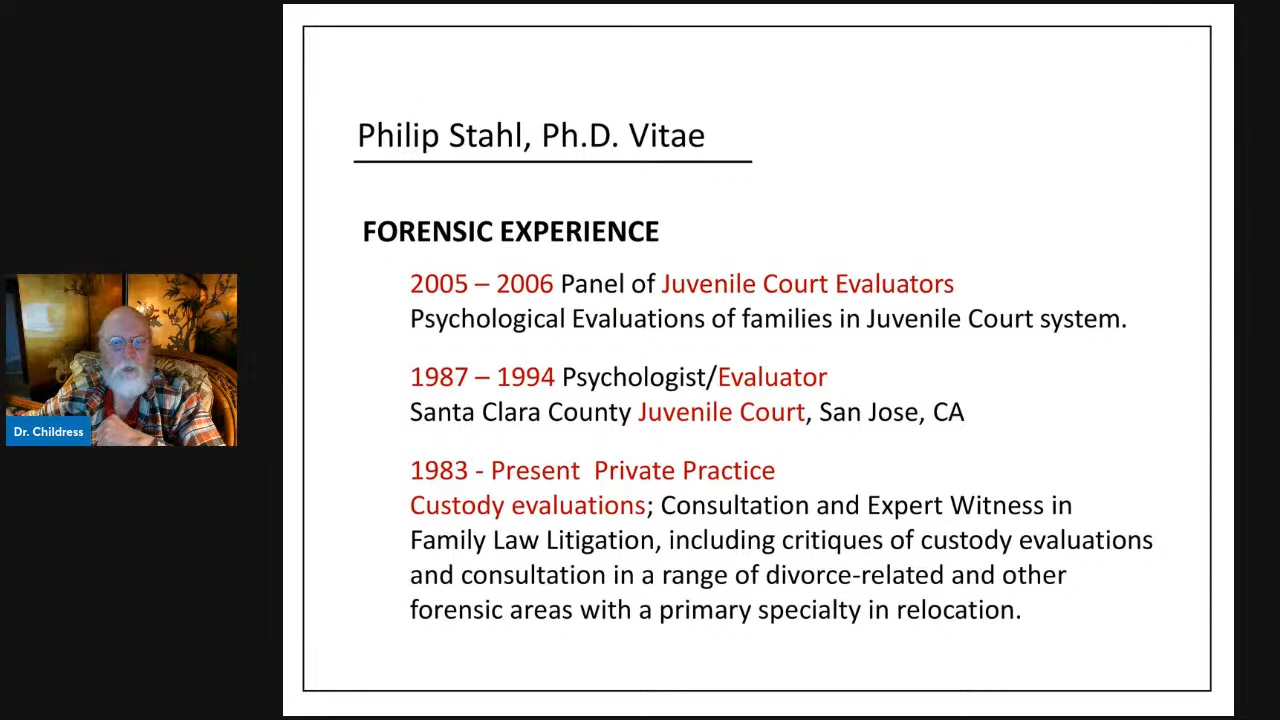 Philip Stahl, Ph.D. Vitae
FORENSIC EXPERIENCE
2005 – 2006 Panel of Juvenile Court Evaluators
Psychological Evaluations of families in Juvenile Court system.
1987 – 1994 Psychologist/Evaluator
Santa Clara County Juvenile Court, San Jose, CA
1983 - Present  Private Practice
Custody evaluations; Consultation and Expert Witness in
Family Law Litigation, including critiques of custody evaluations
and consultation in a range of divorce-related and other
forensic areas with a primary specialty in relocation.
Dr. Childress